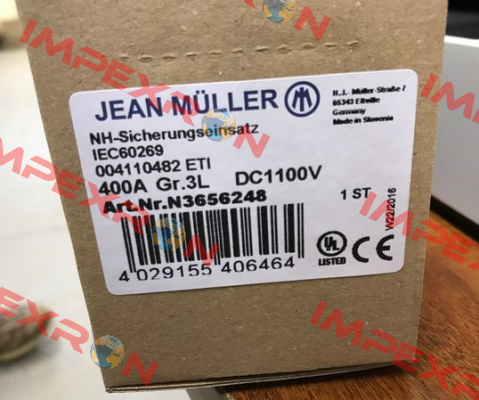 JEAN MÜLLER
H.J.- Müller-Straße 7
65343 Eltville
Germany
Made in Slovenia
NH-Sicherungseinsatz
IEC60269
004110482 ETI
400A Gr.3L DC1100V
Art.Nr.N3656248
1 ST
W22/2016
4 029155 406464
UL
LISTED
CE
IMPEXRON
IMPEXRON
IMPEXRON
IMPEXRON